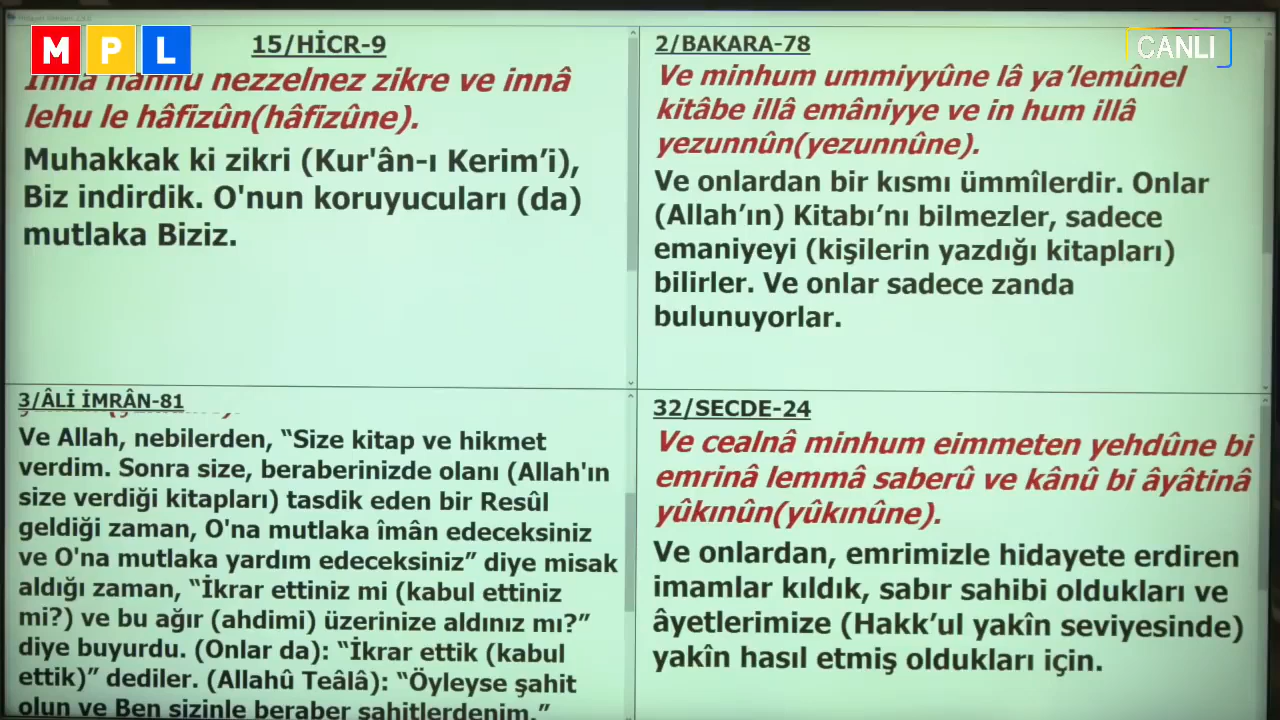 MPL
CANLI
15/HİCR-9
İnnâ nahnu nezzelnez zikre ve innâ
lehu le hâfizûn(hâfizûne).
Muhakkak ki zikri (Kur'ân-ı Kerim’i),
Biz indirdik. O'nun koruyucuları (da)
mutlaka Biziz.
2/BAKARA-78
Ve minhum ummiyyûne lâ ya’lemûnel
kitâbe illâ emâniyye ve in hum illâ
yezunnûn(yezunnûne).
Ve onlardan bir kısmı ümmîlerdir. Onlar
(Allah’ın) Kitabı’nı bilmezler, sadece
emaniyeyi (kişilerin yazdığı kitapları)
bilirler. Ve onlar sadece zanda
bulunuyorlar.
3/ÂLİ İMRÂN-81
Ve Allah, nebilerden, “Size kitap ve hikmet
verdim. Sonra size, beraberinizde olanı (Allah'ın
size verdiği kitapları) tasdik eden bir Resûl
geldiği zaman, O'na mutlaka îmân edeceksiniz
ve O'na mutlaka yardım edeceksiniz” diye misak
aldığı zaman, “İkrar ettiniz mi (kabul ettiniz
mi?) ve bu ağır (ahdimi) üzerinize aldınız mı?”
diye buyurdu. (Onlar da): “İkrar ettik (kabul
ettik)” dediler. (Allahû Teâlâ): “Öyleyse şahit
olun ve Ben sizinle beraber şahitlerdenim.”
32/SECDE-24
Ve cealnâ minhum eimmeten yehdûne bi
emrinâ lemmâ saberû ve kânû bi âyâtinâ
yûkınûn(yûkınûne).
Ve onlardan, emrimizle hidayete erdiren
imamlar kıldık, sabır sahibi oldukları ve
âyetlerimize (Hakk’ul yakîn seviyesinde)
yakîn hasıl etmiş oldukları için.